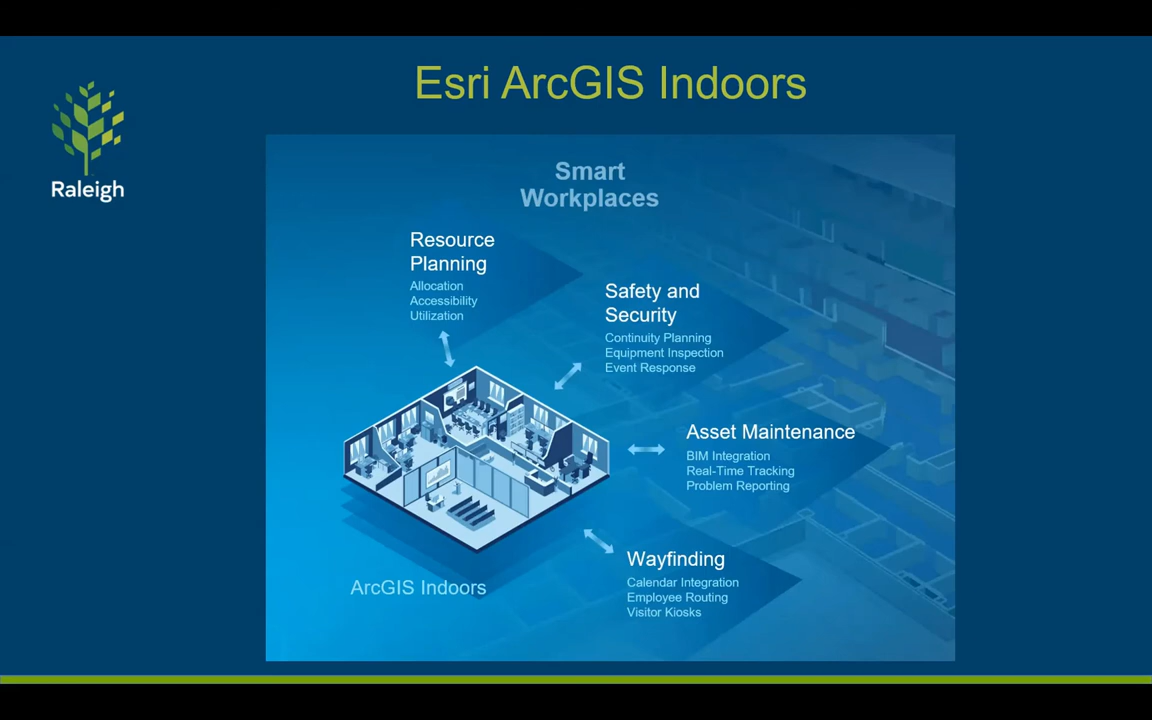 Esri ArcGIS Indoors
Raleigh
Smart
Workplaces
Resource
Planning
Allocation
Accessibility
Utilization
Safety and
Security
Continuity Planning
Equipment Inspection
Event Response
Asset Maintenance
BIM Integration
Real-Time Tracking
Problem Reporting
Wayfinding
Calendar Integration
Employee Routing
Visitor Kiosks
ArcGIS Indoors